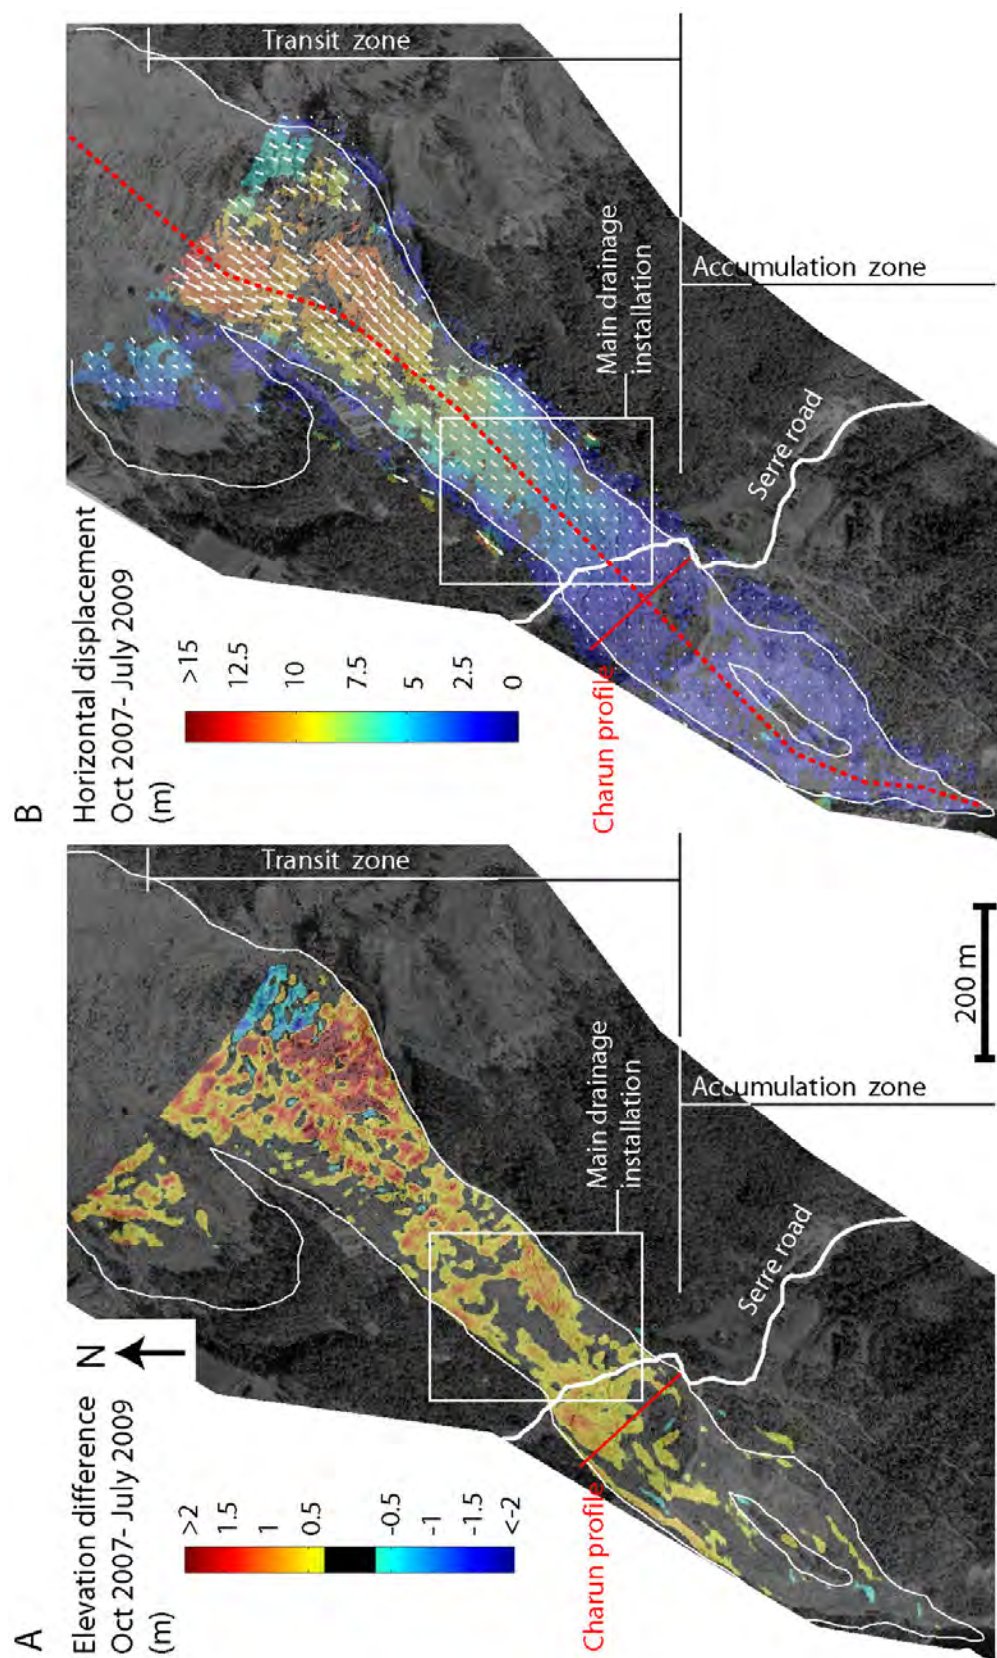 A
Elevation difference
Oct 2007- July 2009
(m)
N
>2
1.5
1
0.5
-0.5
-1
-1.5
<-2
Charun profile
Transit zone
Main drainage
installation
Accumulation zone
Serre road
200 m
B
Horizontal displacement
Oct 2007- July 2009
(m)
>15
12.5
10
7.5
5
2.5
0
Charun profile
Transit zone
Main drainage
installation
Accumulation zone
Serre road